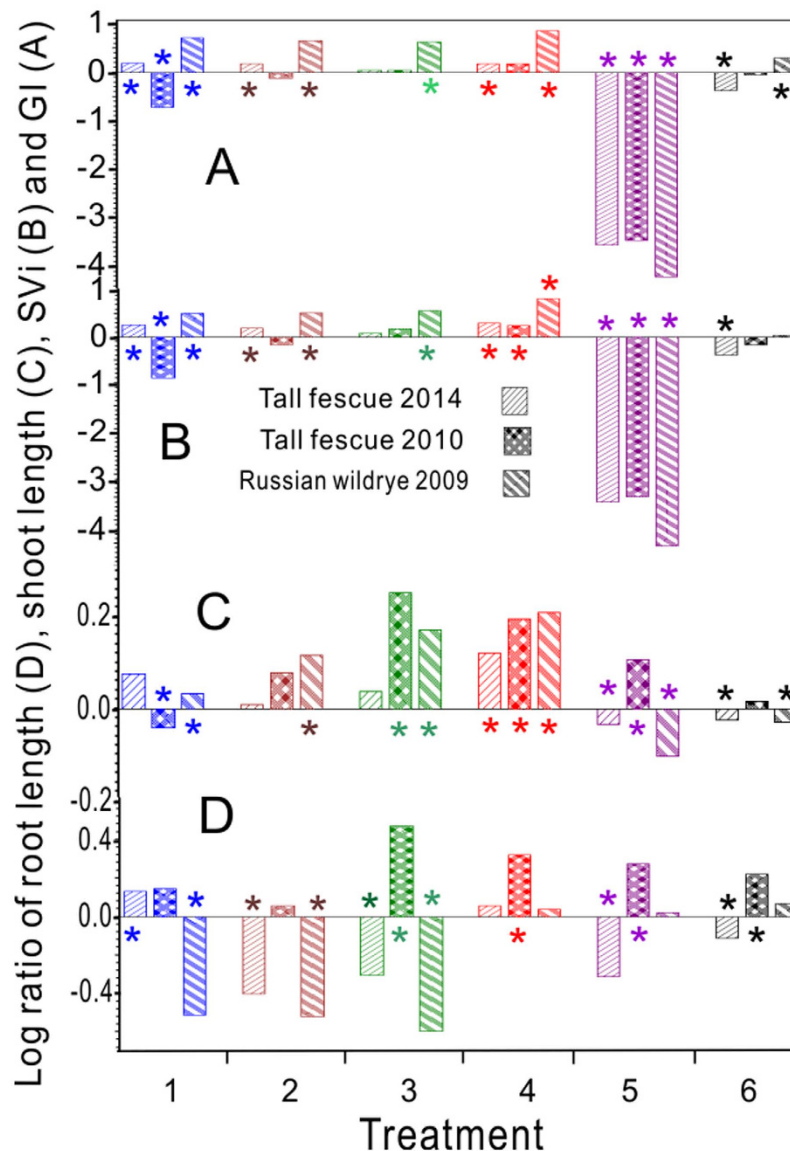 Log ratio of root length (D), shoot length (C), SVi (B) and GI (A)
1
0
-1
-3
-4
A
* * * * * *
* * * * * * * *
1
0
-1
-2
-3
-4
B
* * * * * *
* * * * * * *
Tall fescue 2014
Tall fescue 2010
Russian wildrye 2009
0.2
0.0
-0.2
C
* * * * *
* * * * * * * *
0.4
0.0
-0.4
D
* * * * * * *
* * * * *
1 2 3 4 5 6
Treatment